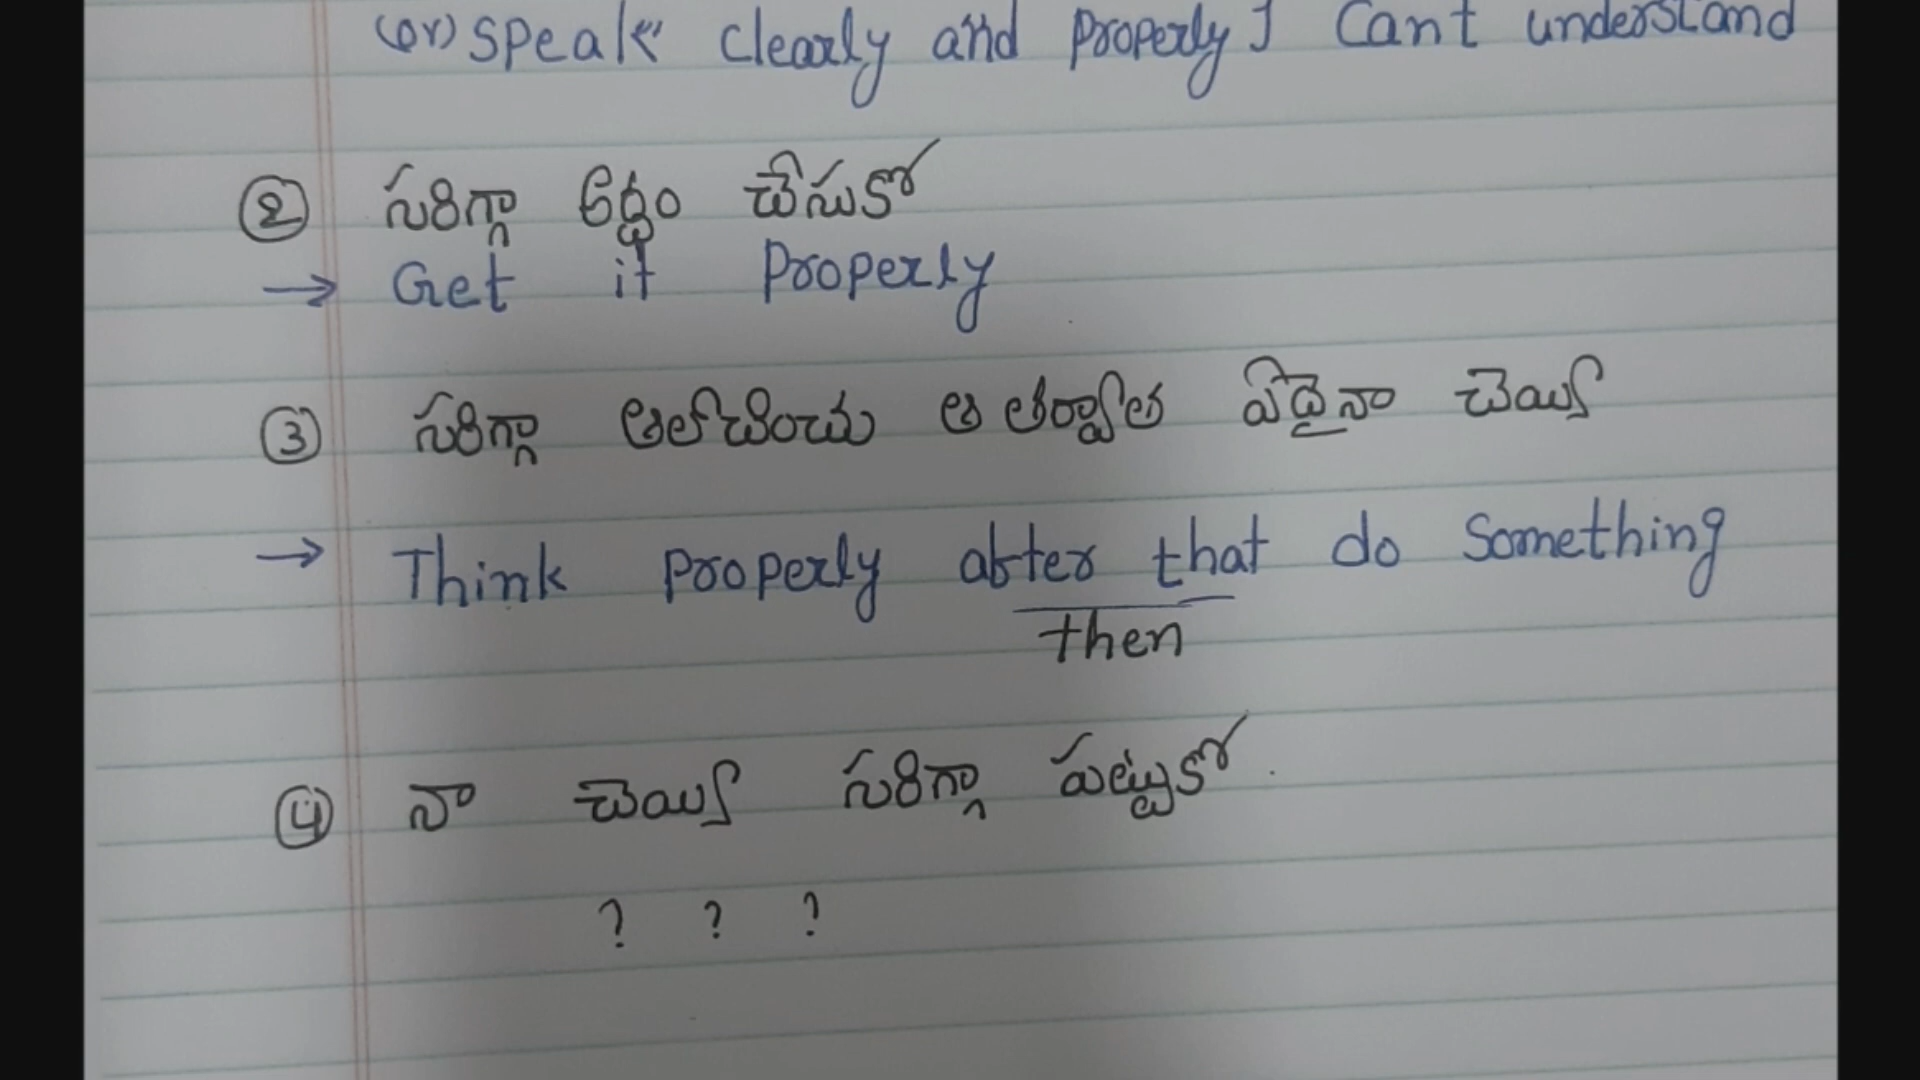 (or) speak clearly and properly I Cant understand
② సరిగ్గా అర్థం చేసుకో
→ Get it Properly
③ సరిగ్గా ఆలోచించు ఆ తర్వాత ఏదైనా చెయ్యి
→ Think Properly after that do Something
then
④ నా చెయ్యి సరిగ్గా పట్టుకో.
? ? ?